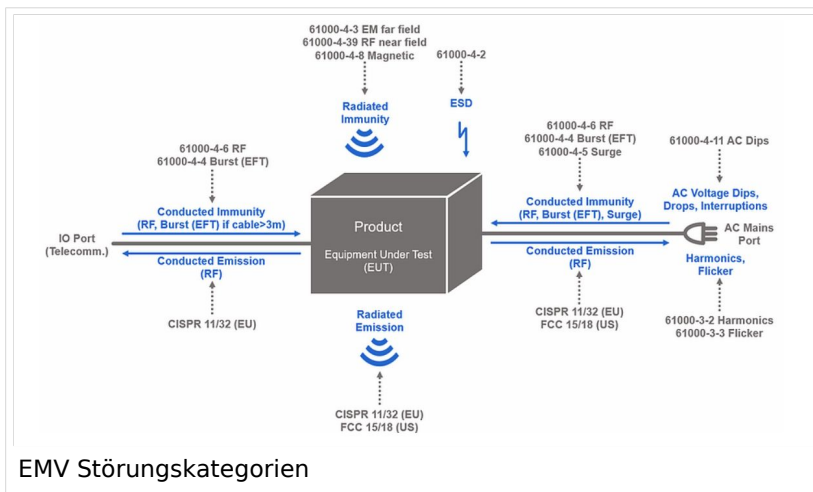 61000-4-3 EM far field
61000-4-39 RF near field
61000-4-8 Magnetic
61000-4-2
Radiated
Immunity
ESD
61000-4-6 RF
61000-4-4 Burst (EFT)
61000-4-6 RF
61000-4-4 Burst (EFT)
61000-4-5 Surge
61000-4-11 AC Dips
Conducted Immunity
(RF, Burst (EFT) if cable>3m)
IO Port
(Telecomm.)
Conducted Emission
(RF)
CISPR 11/32 (EU)
Product
Equipment Under Test
(EUT)
Conducted Immunity
(RF, Burst (EFT), Surge)
Conducted Emission
(RF)
CISPR 11/32 (EU)
FCC 15/18 (US)
AC Voltage Dips,
Drops, Interruptions
AC Mains
Port
Harmonics,
Flicker
61000-3-2 Harmonics
61000-3-3 Flicker
Radiated
Emission
CISPR 11/32 (EU)
FCC 15/18 (US)
EMV Störungskategorien